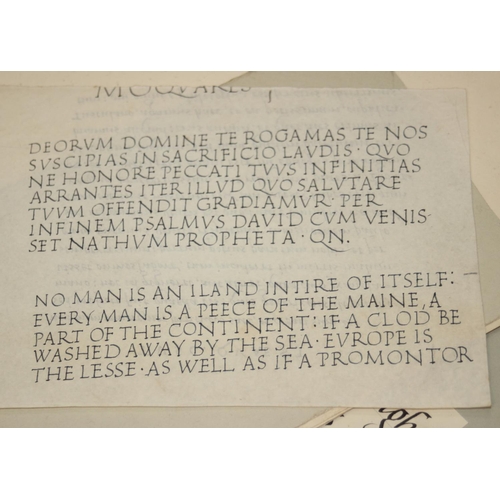 MOQVARES
DEORVM DOMINE TE ROGAMAS TE NOS
SVSCIPIAS IN SACRIFICIO LAVDIS · QVO
NE HONORE PECCATI TVVS INFINITIAS
ARRANTES ITER ILLVD QVO SALVTARE
TVVM OFFENDIT GRADIAMVR · PER
INFINEM PSALMVS DAVID CVM VENIS-
SET NATHVM PROPHETA · QN.
NO MAN IS AN ILAND INTIRE OF ITSELF:
EVERY MAN IS A PEECE OF THE MAINE, A
PART OF THE CONTINENT: IF A CLOD BE
WASHED AWAY BY THE SEA · EVROPE IS
THE LESSE · AS WELL AS IF A PROMONTOR